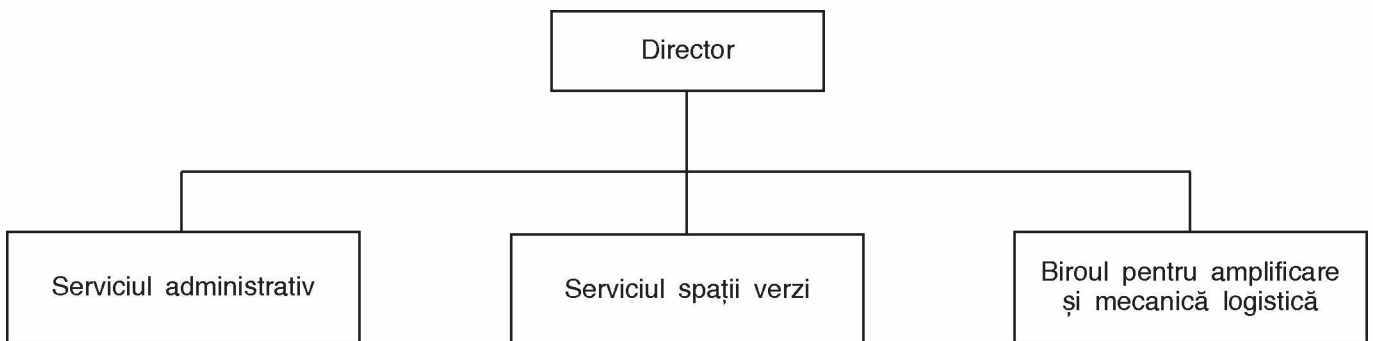 Director
Serviciul administrativ
Serviciul spații verzi
Biroul pentru amplificare
și mecanică logistică